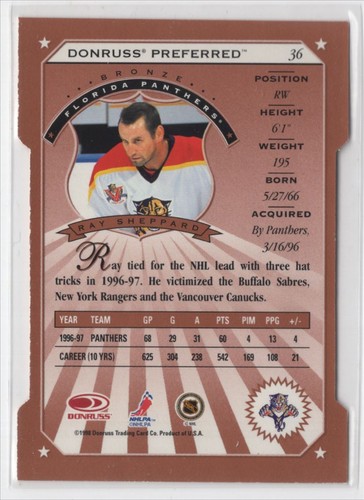 DONRUSS® PREFERRED™ 36
BRONZE
FLORIDA PANTHERS®
RAY SHEPPARD
POSITION
RW
HEIGHT
6'1"
WEIGHT
195
BORN
5/27/66
ACQUIRED
By Panthers,
3/16/96
Ray tied for the NHL lead with three hat
tricks in 1996-97. He victimized the Buffalo Sabres,
New York Rangers and the Vancouver Canucks.
YEAR TEAM GP G A PTS PIM PPG +/-
1996-97 PANTHERS 68 29 31 60 4 13 4
CAREER (10 YRS) 625 304 238 542 169 108 21
DONRUSS
NHLPA
NHL
©1998 Donruss Trading Card Co. Product of U.S.A.